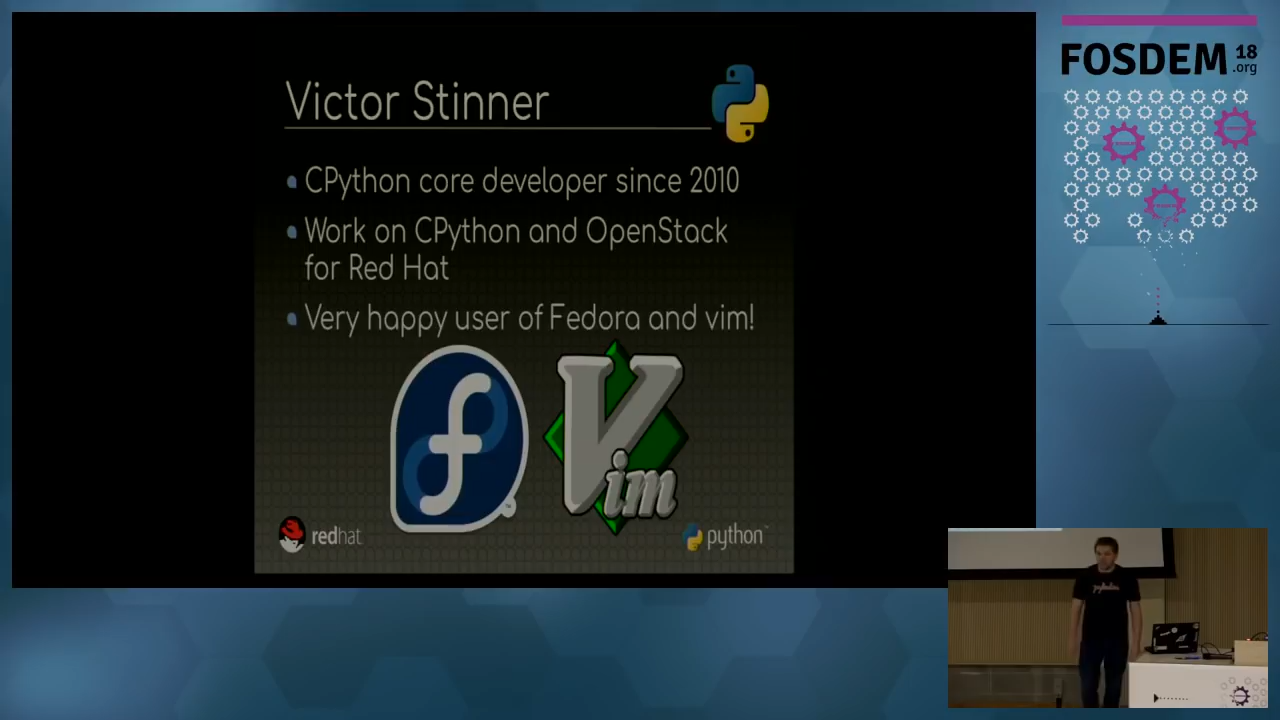 Victor Stinner
CPython core developer since 2010
Work on CPython and OpenStack
for Red Hat
Very happy user of Fedora and vim!
Vim
redhat.
python™
FOSDEM 18
.org